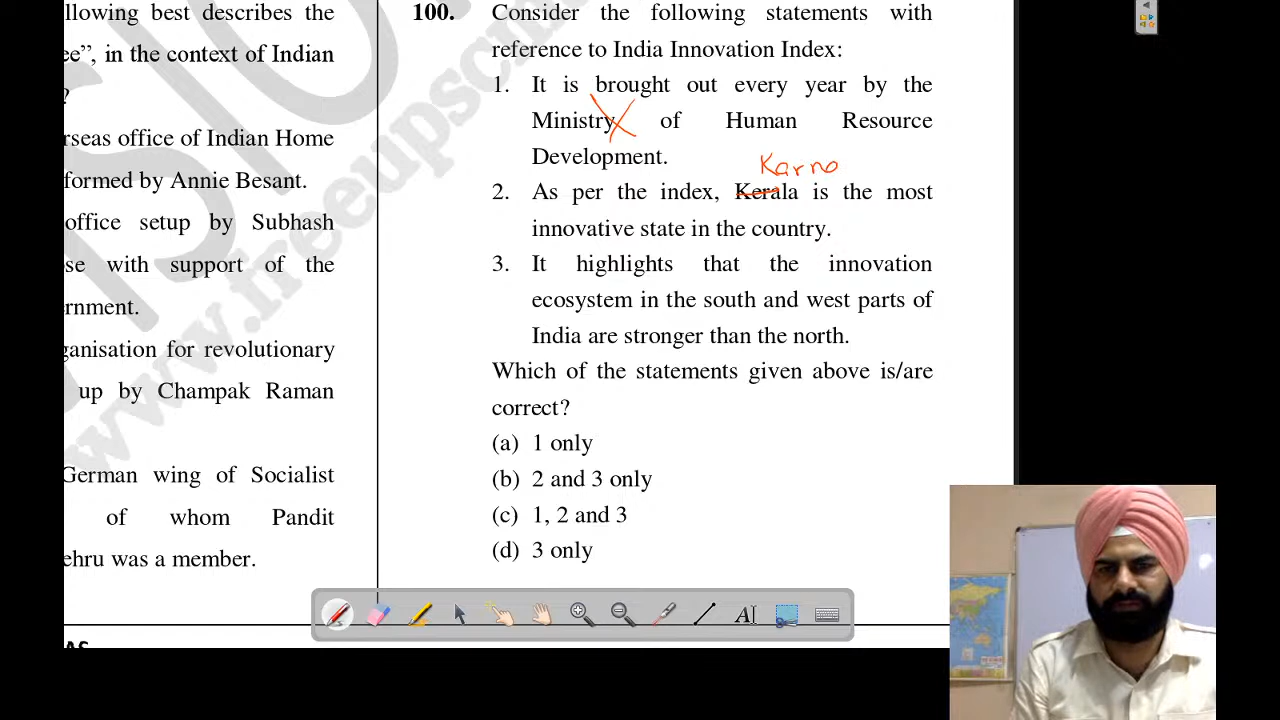 llowing best describes the
ee”, in the context of Indian
?
rseas office of Indian Home
formed by Annie Besant.
office setup by Subhash
se with support of the
ernment.
ganisation for revolutionary
up by Champak Raman
German wing of Socialist
of whom Pandit
ehru was a member.
100. Consider the following statements with
reference to India Innovation Index:
1. It is brought out every year by the
Ministry of Human Resource
Development.
Karna
2. As per the index, Kerala is the most
innovative state in the country.
3. It highlights that the innovation
ecosystem in the south and west parts of
India are stronger than the north.
Which of the statements given above is/are
correct?
(a) 1 only
(b) 2 and 3 only
(c) 1, 2 and 3
(d) 3 only
www.freeupsc